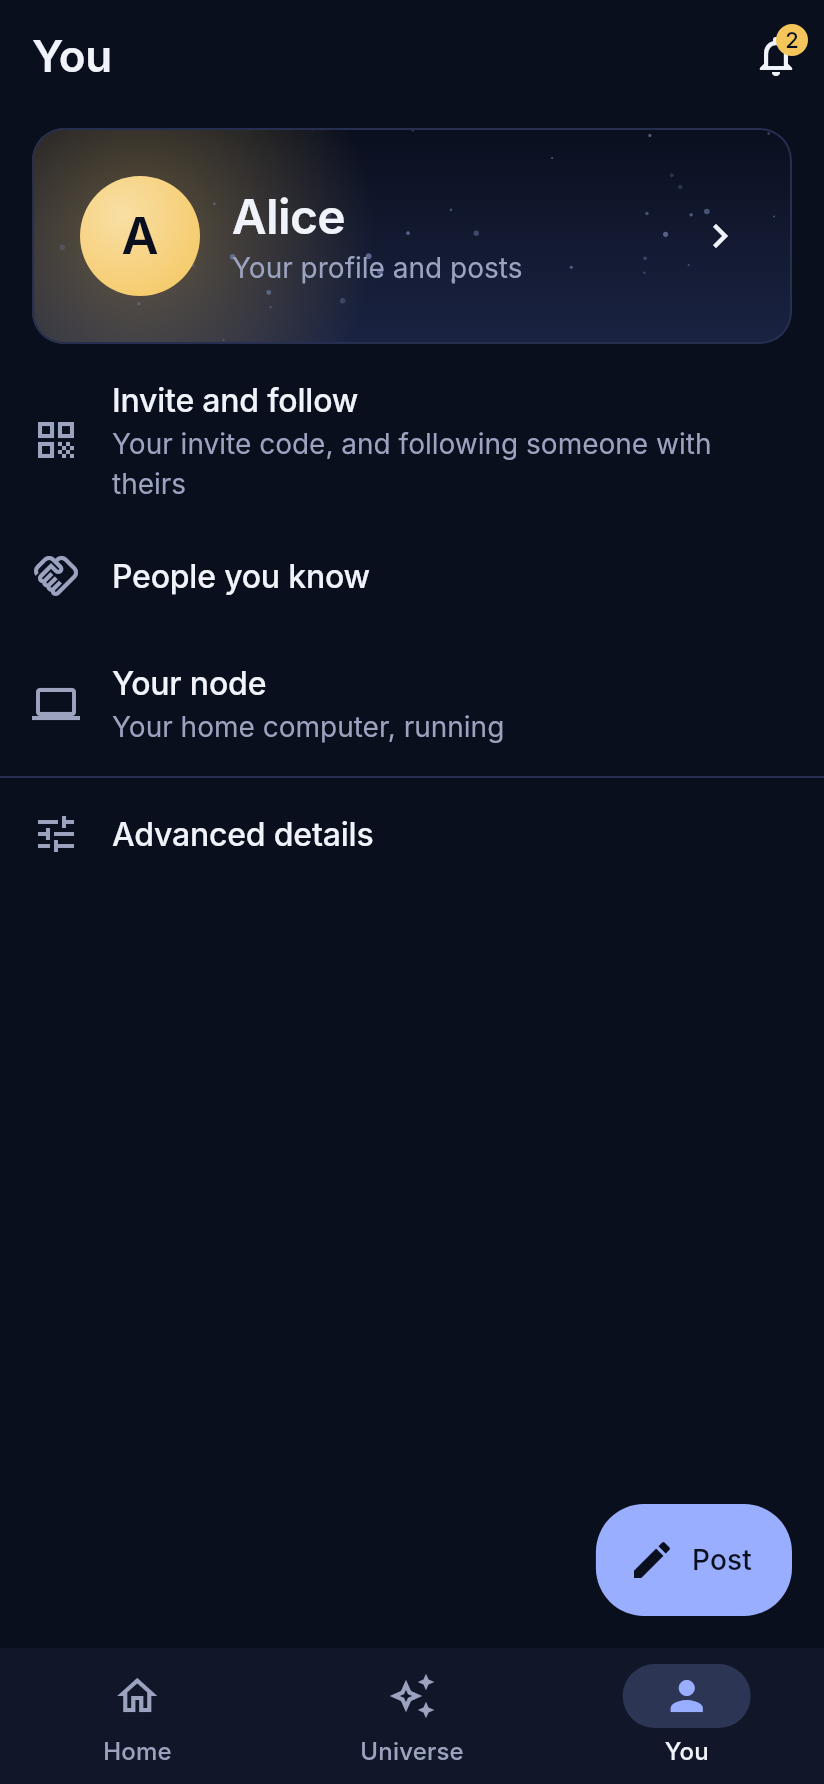 You
2
A
Alice
Your profile and posts
Invite and follow
Your invite code, and following someone with
theirs
People you know
Your node
Your home computer, running
Advanced details
Post
Home
Universe
You